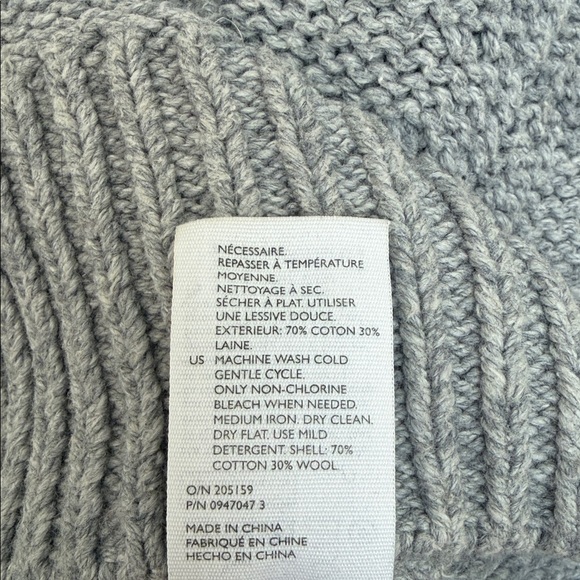 NÉCESSAIRE.
REPASSER À TEMPÉRATURE
MOYENNE.
NETTOYAGE À SEC.
SÉCHER À PLAT. UTILISER
UNE LESSIVE DOUCE.
EXTERIEUR: 70% COTON 30%
LAINE.
US MACHINE WASH COLD
GENTLE CYCLE.
ONLY NON-CHLORINE
BLEACH WHEN NEEDED.
MEDIUM IRON. DRY CLEAN.
DRY FLAT. USE MILD
DETERGENT. SHELL: 70%
COTTON 30% WOOL.
O/N 205159
P/N 0947047 3
MADE IN CHINA
FABRIQUÉ EN CHINE
HECHO EN CHINA